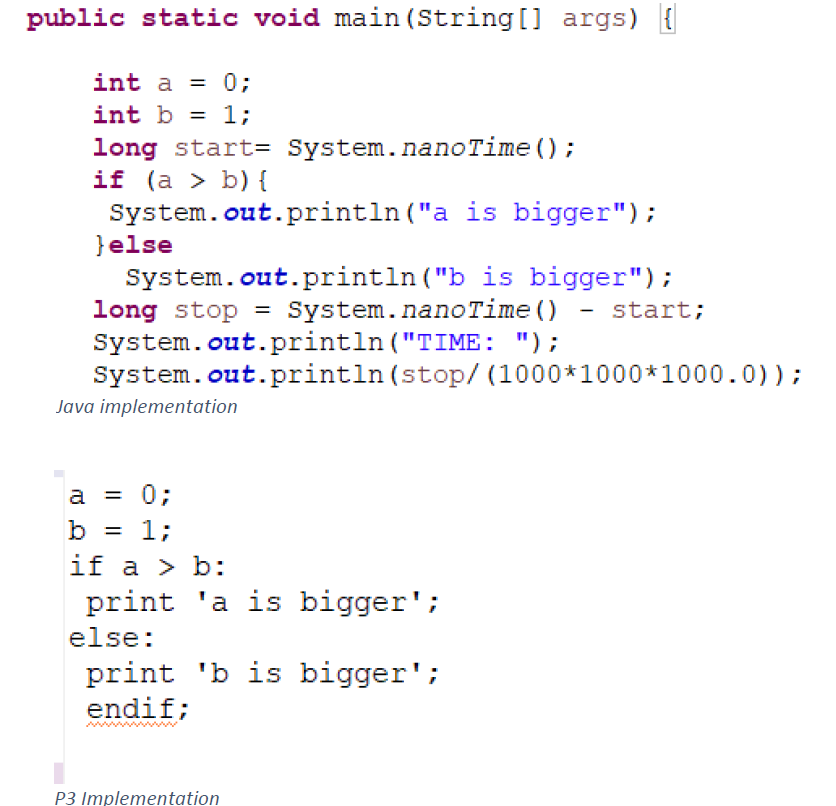 public static void main(String[] args) {
int a = 0;
int b = 1;
long start= System.nanoTime();
if (a > b){
System.out.println("a is bigger");
}else
System.out.println("b is bigger");
long stop = System.nanoTime() - start;
System.out.println("TIME: ");
System.out.println(stop/(1000*1000*1000.0));
Java implementation
a = 0;
b = 1;
if a > b:
print 'a is bigger';
else:
print 'b is bigger';
endif;
P3 Implementation